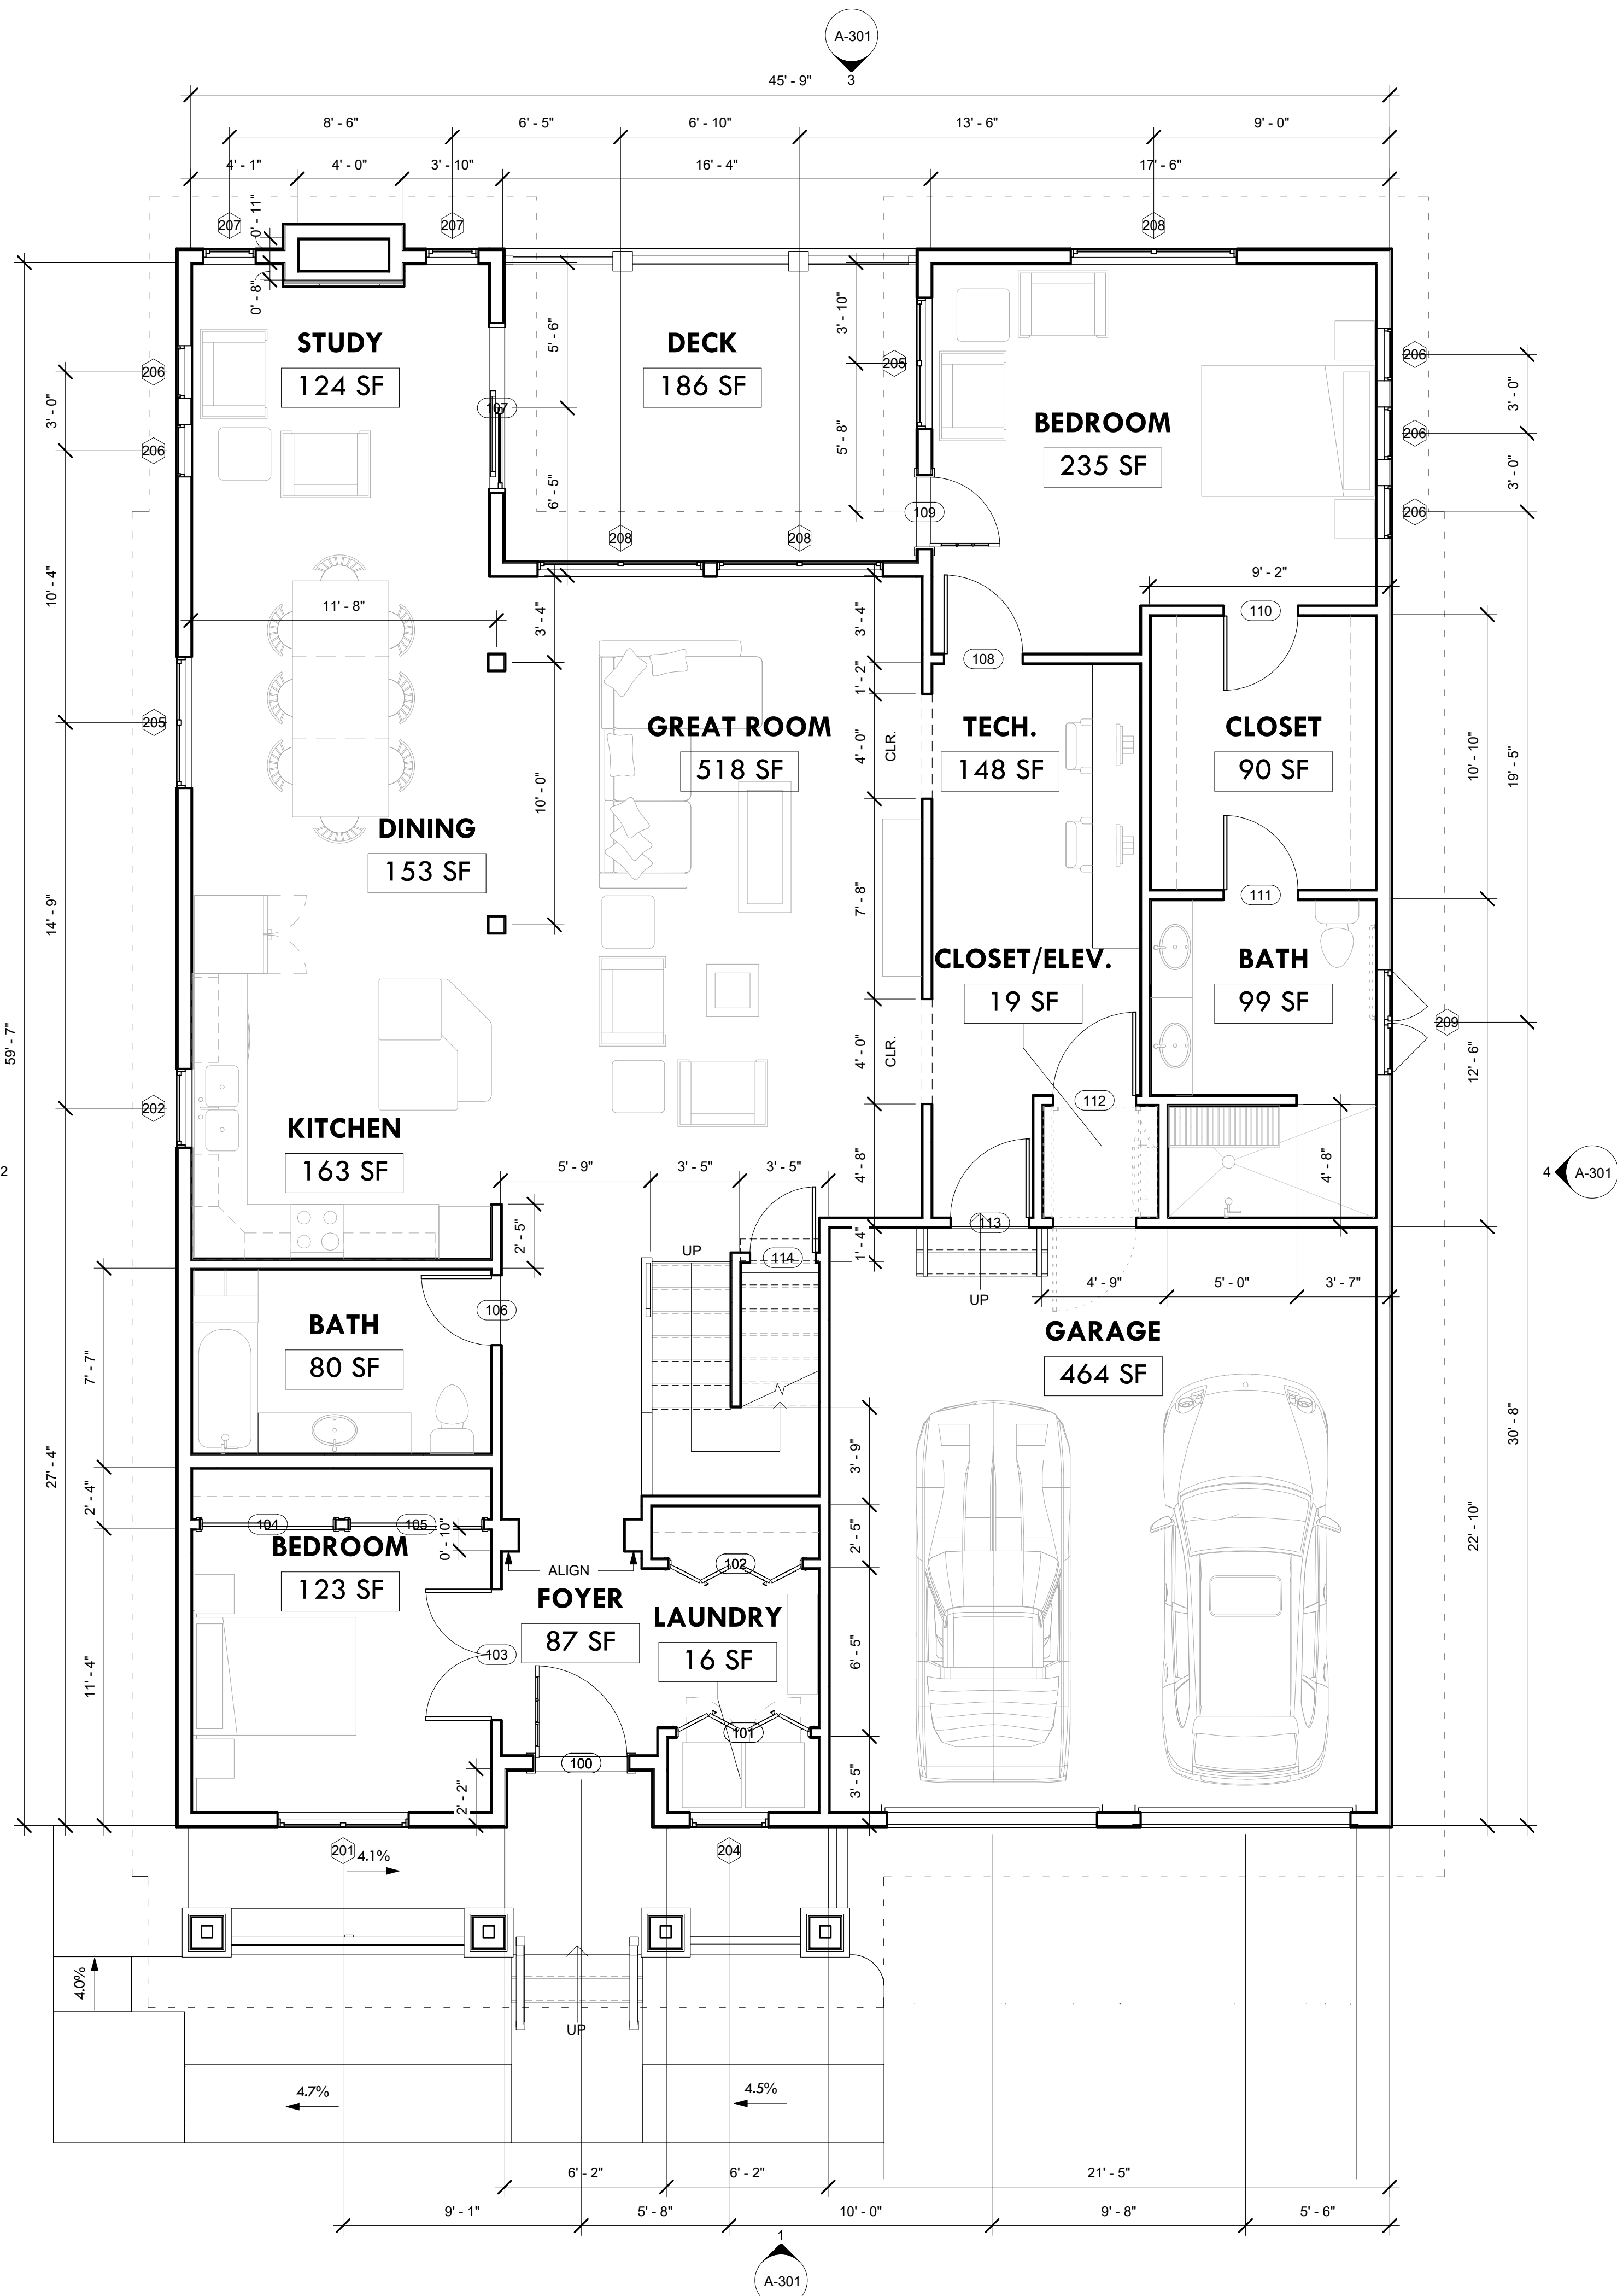 A-301
3
45' - 9"
8' - 6"
6' - 5"
6' - 10"
13' - 6"
9' - 0"
4' - 1"
4' - 0"
3' - 10"
16' - 4"
17' - 6"
207
0' - 11"
207
208
0' - 8"
STUDY
124 SF
5' - 6"
DECK
186 SF
3' - 10"
205
206
206
3' - 0"
3' - 0"
206
206
107
BEDROOM
235 SF
5' - 8"
3' - 0"
6' - 5"
109
206
208
208
10' - 4"
11' - 8"
3' - 4"
3' - 4"
9' - 2"
110
108
1' - 2"
205
GREAT ROOM
518 SF
4' - 0"
CLR.
TECH.
148 SF
CLOSET
90 SF
10' - 10"
19' - 5"
10' - 0"
DINING
153 SF
14' - 9"
7' - 8"
111
CLOSET/ELEV.
19 SF
BATH
99 SF
59' - 7"
209
4' - 0"
CLR.
12' - 6"
202
112
KITCHEN
163 SF
2
5' - 9"
3' - 5"
3' - 5"
4' - 8"
4' - 8"
4
A-301
2' - 5"
UP
114
1' - 4"
113
4' - 9"
5' - 0"
3' - 7"
UP
106
BATH
80 SF
GARAGE
464 SF
7' - 7"
27' - 4"
3' - 9"
30' - 8"
2' - 4"
22' - 10"
104
105
0' - 10"
2' - 5"
BEDROOM
123 SF
102
ALIGN
FOYER
87 SF
LAUNDRY
16 SF
103
6' - 5"
11' - 4"
101
100
2' - 2"
3' - 5"
201
4.1%
204
4.0%
UP
4.7%
4.5%
6' - 2"
6' - 2"
21' - 5"
9' - 1"
5' - 8"
10' - 0"
9' - 8"
5' - 6"
1
A-301